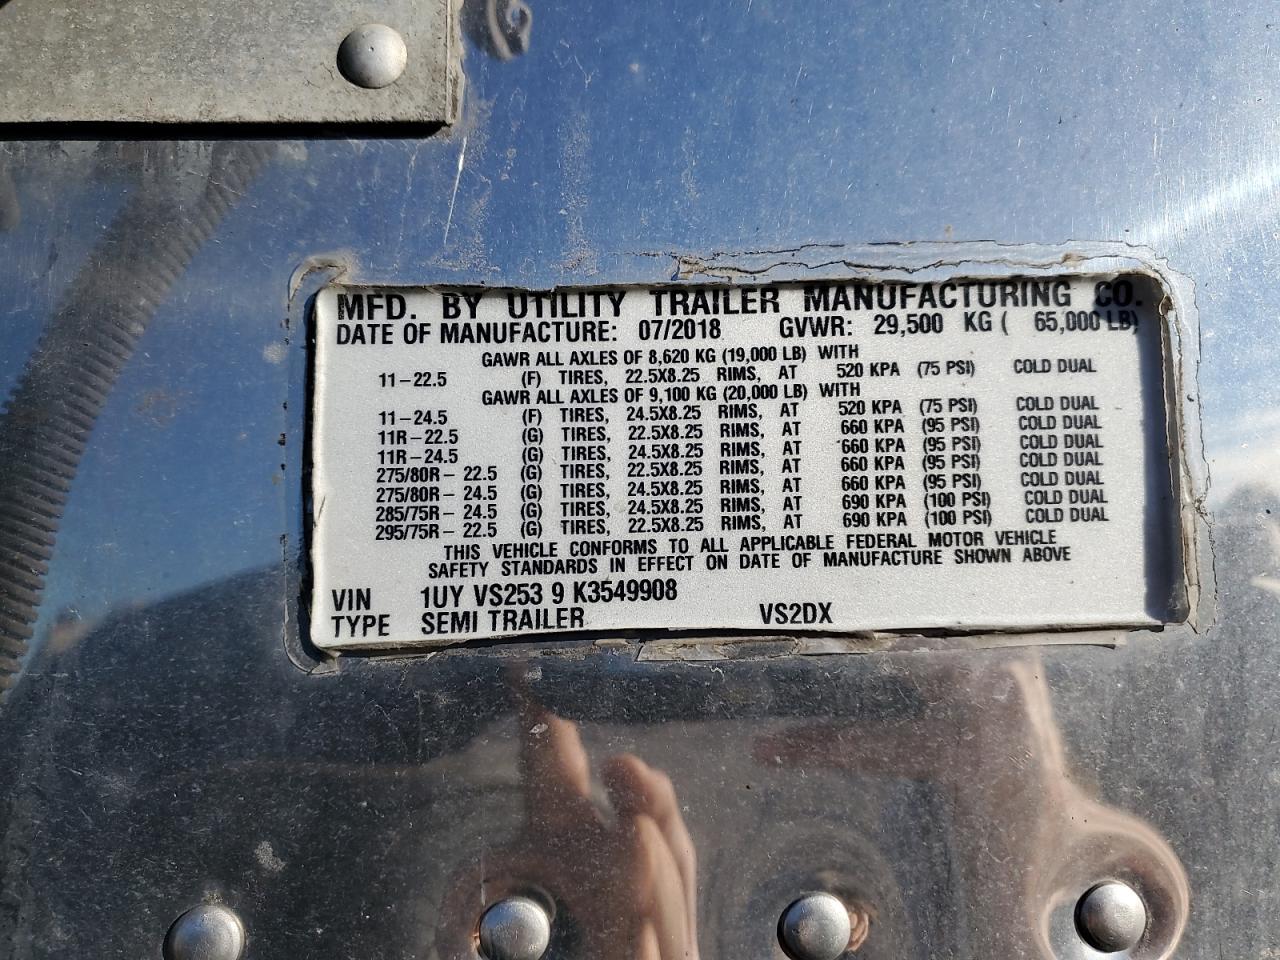 MFD. BY UTILITY TRAILER MANUFACTURING CO.
DATE OF MANUFACTURE: 07/2018 GVWR: 29,500 KG ( 65,000 LB)
GAWR ALL AXLES OF 8,620 KG (19,000 LB) WITH
11-22.5 (F) TIRES, 22.5X8.25 RIMS, AT 520 KPA (75 PSI) COLD DUAL
GAWR ALL AXLES OF 9,100 KG (20,000 LB) WITH
11-24.5 (F) TIRES, 24.5X8.25 RIMS, AT 520 KPA (75 PSI) COLD DUAL
11R-22.5 (G) TIRES, 22.5X8.25 RIMS, AT 660 KPA (95 PSI) COLD DUAL
11R-24.5 (G) TIRES, 24.5X8.25 RIMS, AT 660 KPA (95 PSI) COLD DUAL
275/80R-22.5 (G) TIRES, 22.5X8.25 RIMS, AT 660 KPA (95 PSI) COLD DUAL
275/80R-24.5 (G) TIRES, 24.5X8.25 RIMS, AT 660 KPA (95 PSI) COLD DUAL
285/75R-24.5 (G) TIRES, 24.5X8.25 RIMS, AT 690 KPA (100 PSI) COLD DUAL
295/75R-22.5 (G) TIRES, 22.5X8.25 RIMS, AT 690 KPA (100 PSI) COLD DUAL
THIS VEHICLE CONFORMS TO ALL APPLICABLE FEDERAL MOTOR VEHICLE
SAFETY STANDARDS IN EFFECT ON DATE OF MANUFACTURE SHOWN ABOVE
VIN 1UY VS253 9 K3549908
TYPE SEMI TRAILER VS2DX